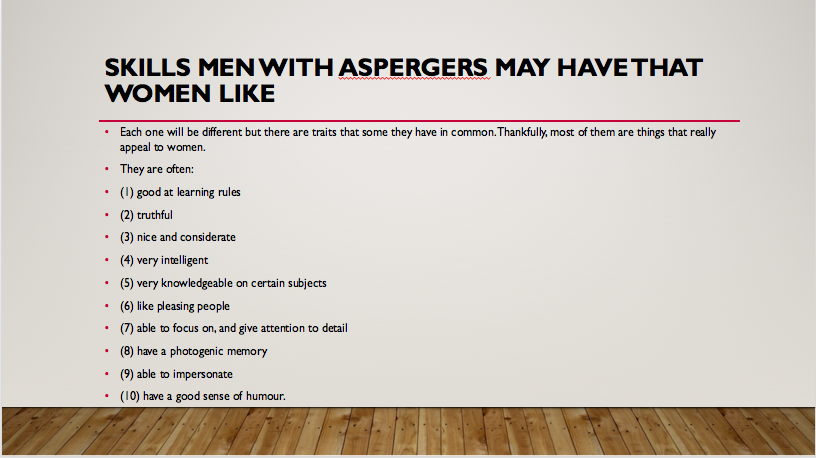 SKILLS MEN WITH ASPERGERS MAY HAVE THAT
WOMEN LIKE
• Each one will be different but there are traits that some they have in common. Thankfully, most of them are things that really
appeal to women.
• They are often:
• (1) good at learning rules
• (2) truthful
• (3) nice and considerate
• (4) very intelligent
• (5) very knowledgeable on certain subjects
• (6) like pleasing people
• (7) able to focus on, and give attention to detail
• (8) have a photogenic memory
• (9) able to impersonate
• (10) have a good sense of humour.